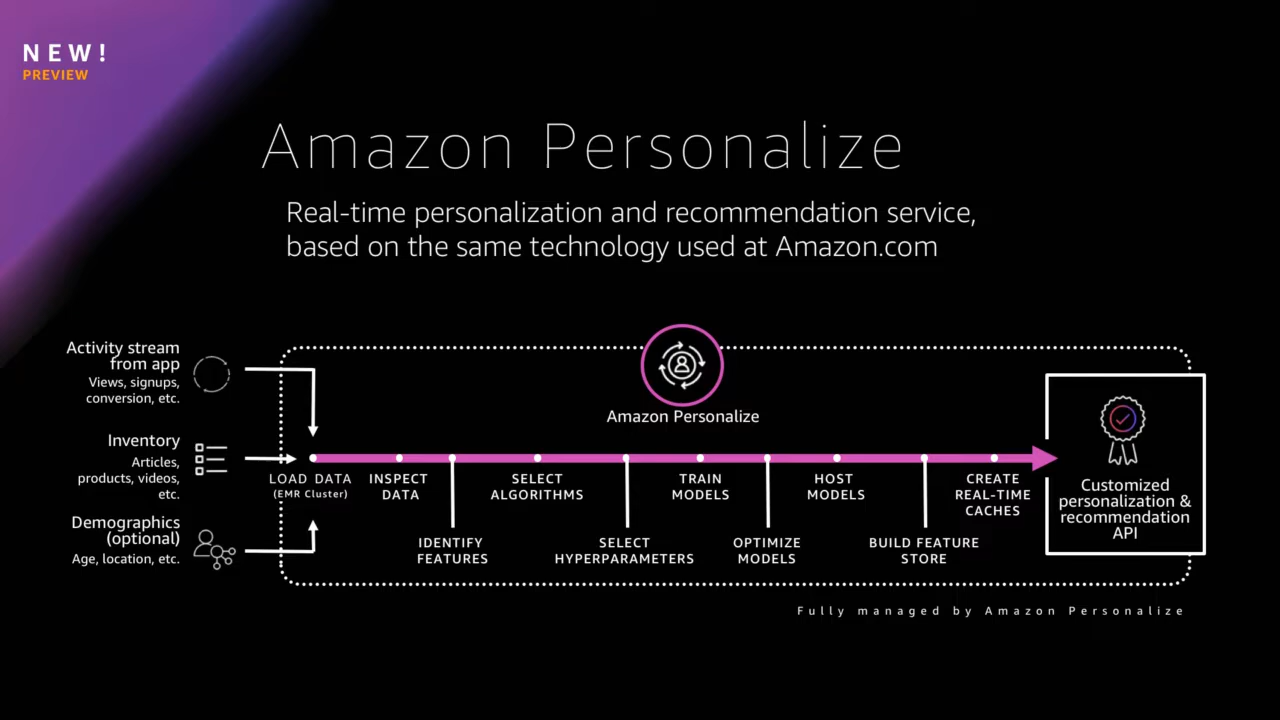 NEW!
PREVIEW
Amazon Personalize
Real-time personalization and recommendation service,
based on the same technology used at Amazon.com
Activity stream
from app
Views, signups,
conversion, etc.
Inventory
Articles,
products, videos,
etc.
Demographics
(optional)
Age, location, etc.
Amazon Personalize
LOAD DATA
(EMR Cluster)
INSPECT
DATA
IDENTIFY
FEATURES
SELECT
ALGORITHMS
SELECT
HYPERPARAMETERS
TRAIN
MODELS
OPTIMIZE
MODELS
HOST
MODELS
BUILD FEATURE
STORE
CREATE
REAL-TIME
CACHES
Customized
personalization &
recommendation
API
Fully managed by Amazon Personalize